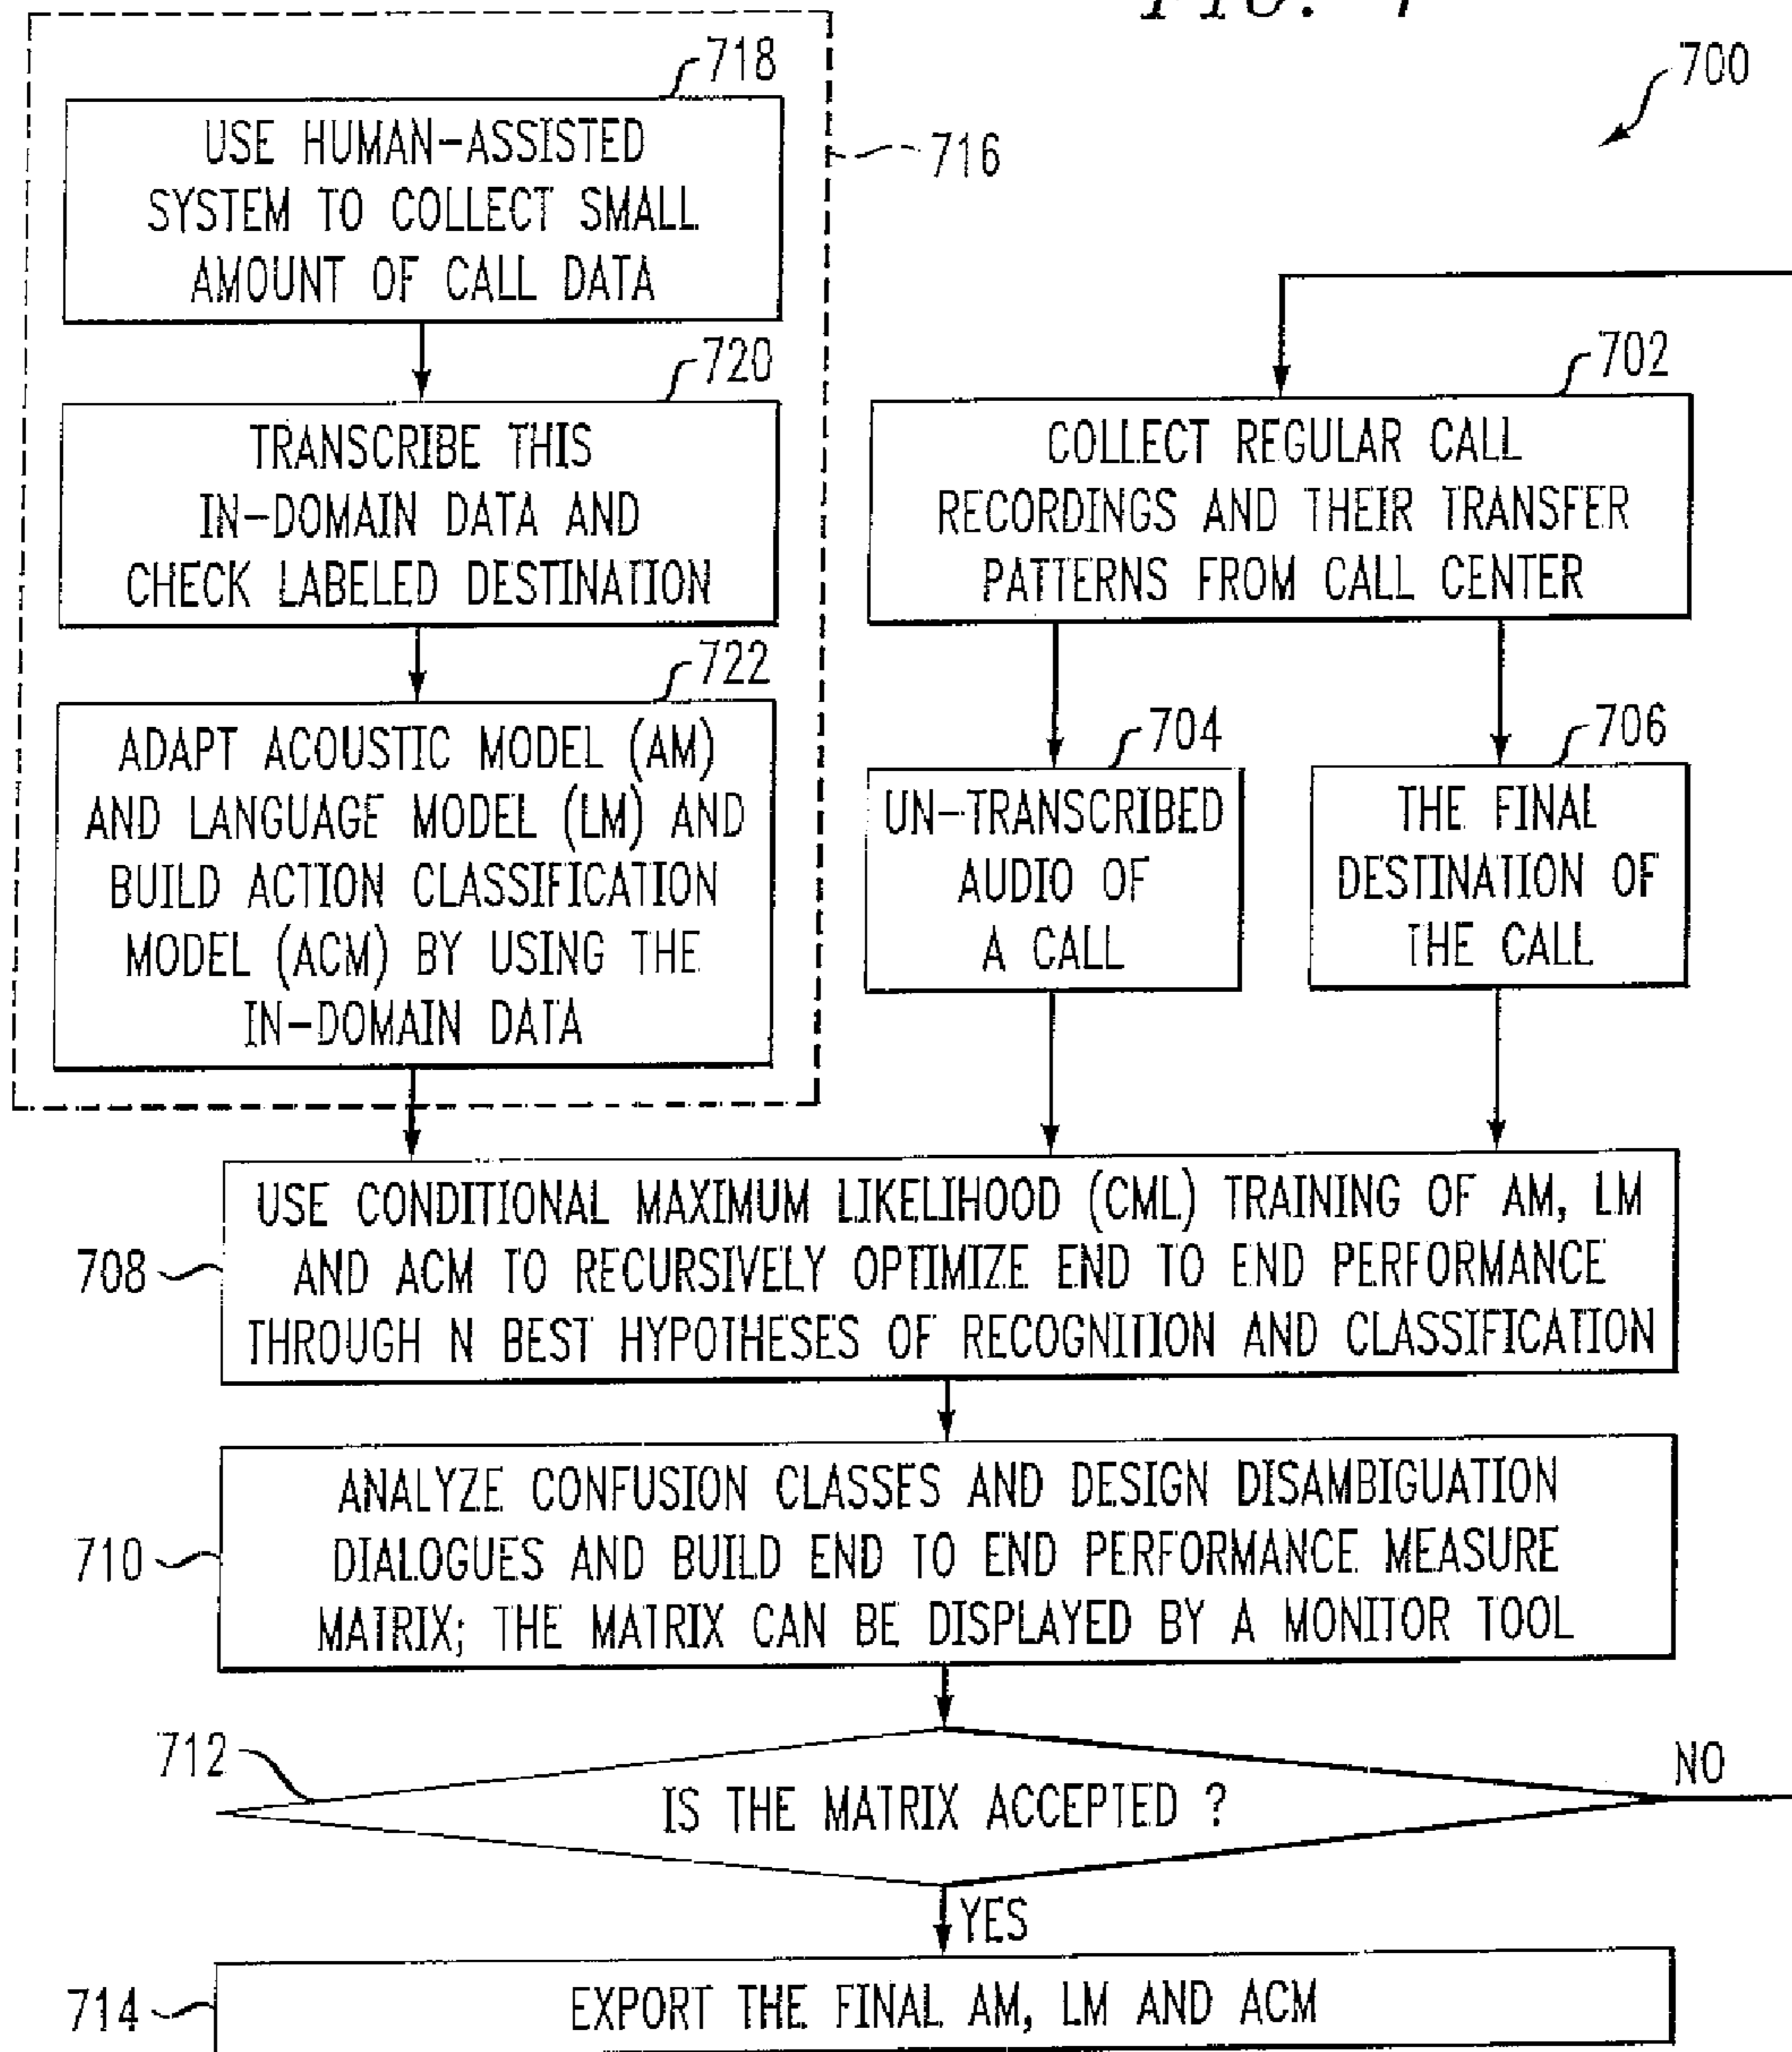 700
716
718
USE HUMAN-ASSISTED
SYSTEM TO COLLECT SMALL
AMOUNT OF CALL DATA
720
TRANSCRIBE THIS
IN-DOMAIN DATA AND
CHECK LABELED DESTINATION
722
ADAPT ACOUSTIC MODEL (AM)
AND LANGUAGE MODEL (LM) AND
BUILD ACTION CLASSIFICATION
MODEL (ACM) BY USING THE
IN-DOMAIN DATA
702
COLLECT REGULAR CALL
RECORDINGS AND THEIR TRANSFER
PATTERNS FROM CALL CENTER
704
UN-TRANSCRIBED
AUDIO OF
A CALL
706
THE FINAL
DESTINATION OF
THE CALL
708
USE CONDITIONAL MAXIMUM LIKELIHOOD (CML) TRAINING OF AM, LM
AND ACM TO RECURSIVELY OPTIMIZE END TO END PERFORMANCE
THROUGH N BEST HYPOTHESES OF RECOGNITION AND CLASSIFICATION
710
ANALYZE CONFUSION CLASSES AND DESIGN DISAMBIGUATION
DIALOGUES AND BUILD END TO END PERFORMANCE MEASURE
MATRIX; THE MATRIX CAN BE DISPLAYED BY A MONITOR TOOL
712
IS THE MATRIX ACCEPTED ?
NO
YES
714
EXPORT THE FINAL AM, LM AND ACM